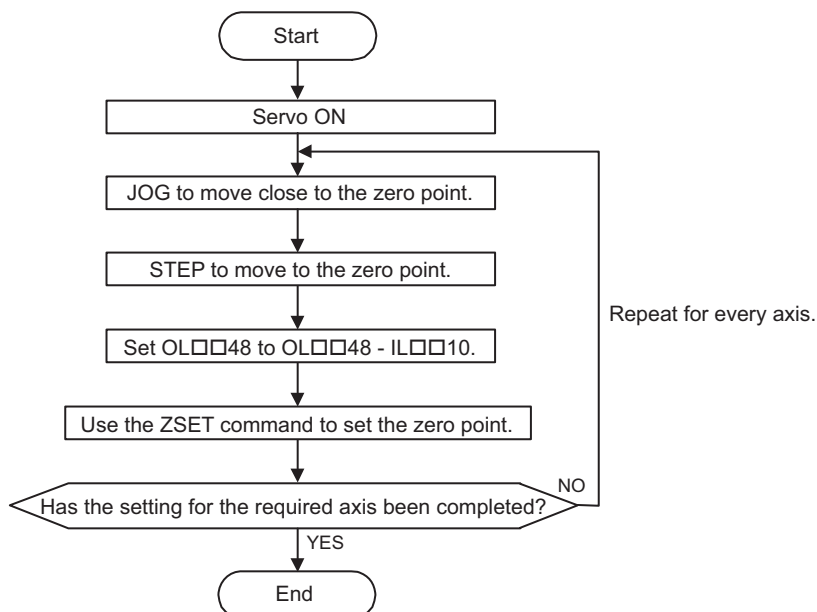 Start
Servo ON
JOG to move close to the zero point.
STEP to move to the zero point.
Repeat for every axis.
Set OL□□48 to OL□□48 - IL□□10.
Use the ZSET command to set the zero point.
NO
Has the setting for the required axis been completed?
YES
End